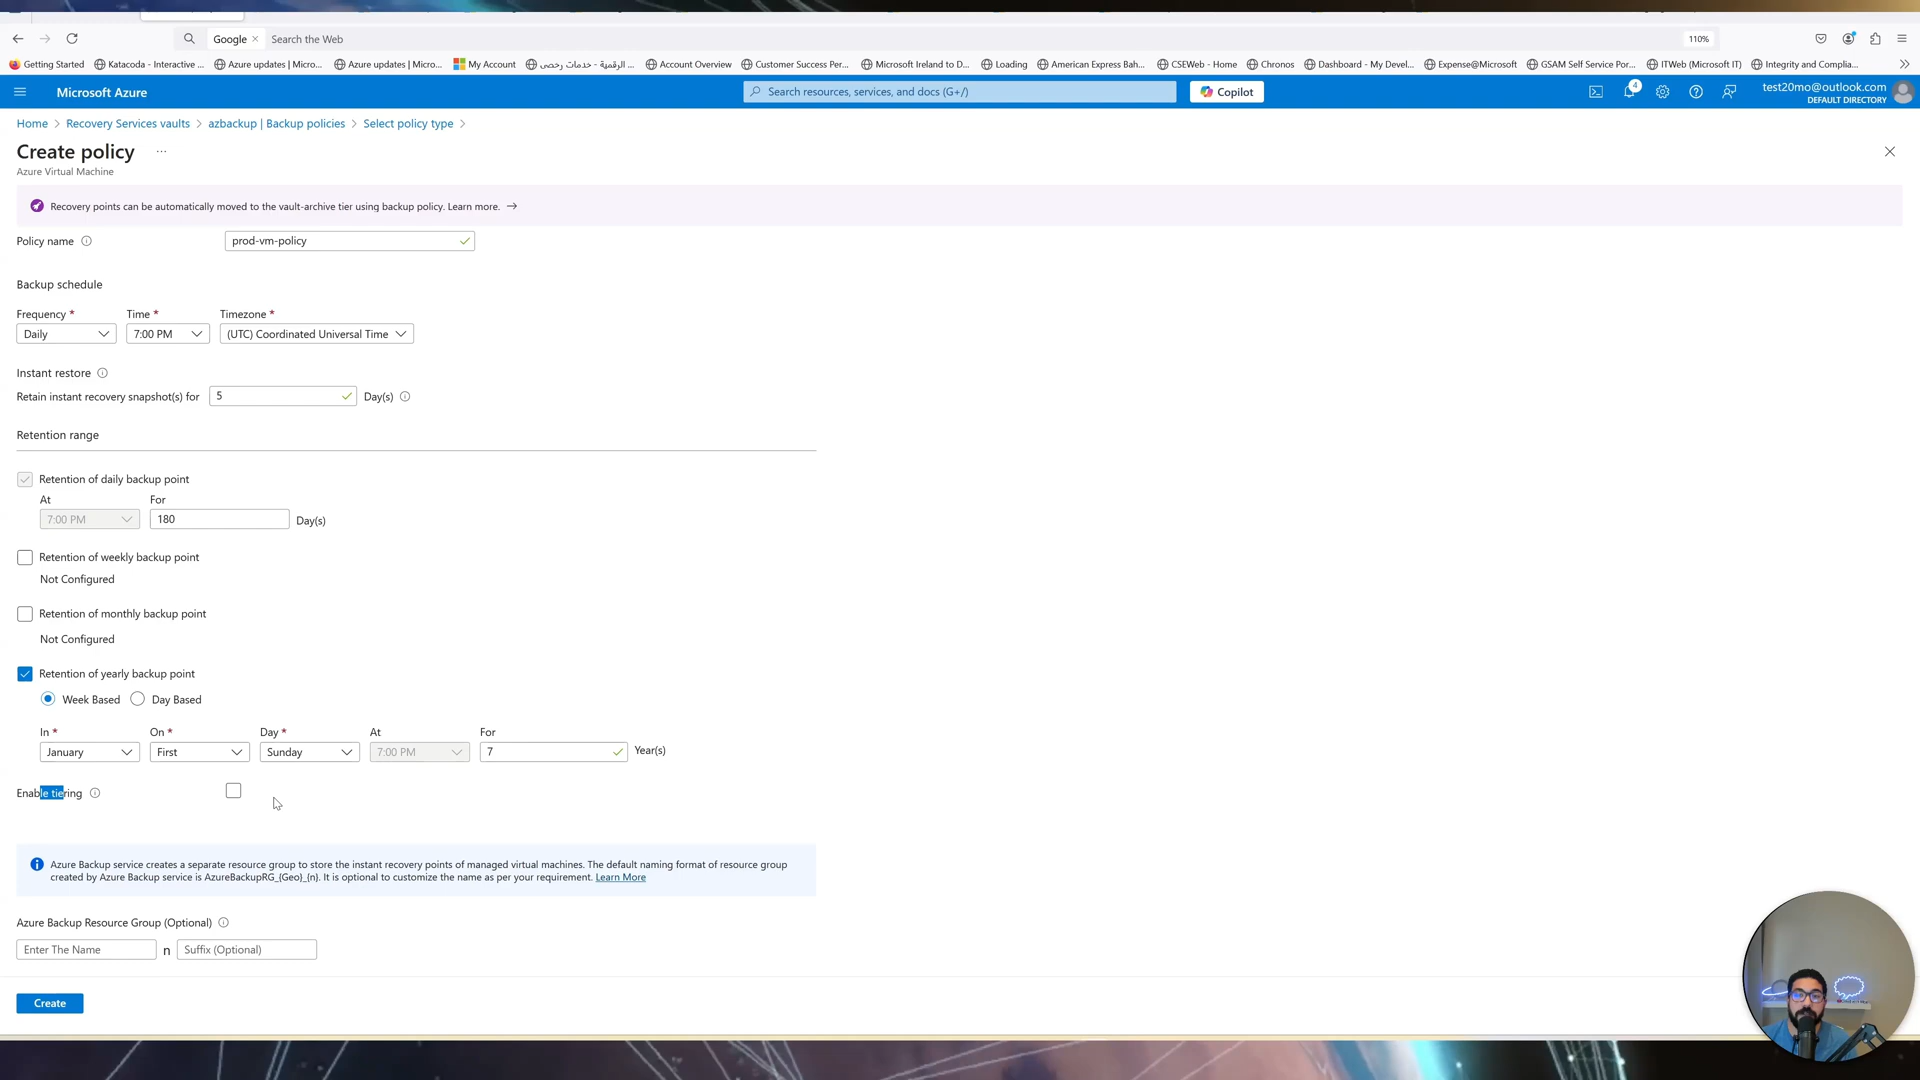 Google
Search the Web
110%
Getting Started
Katacoda - Interactive ...
Azure updates | Micro...
Azure updates | Micro...
My Account
الرقمية - خدمات رخصى ...
Account Overview
Customer Success Per...
Microsoft Ireland to D...
Loading
American Express Bah...
CSEWeb - Home
Chronos
Dashboard - My Devel...
Expense@Microsoft
GSAM Self Service Por...
ITWeb (Microsoft IT)
Integrity and Complia...
Microsoft Azure
Search resources, services, and docs (G+/)
Copilot
4
test20mo@outlook.com
DEFAULT DIRECTORY
Home > Recovery Services vaults > azbackup | Backup policies > Select policy type >
Create policy ...
Azure Virtual Machine
Recovery points can be automatically moved to the vault-archive tier using backup policy. Learn more. →
Policy name
prod-vm-policy
Backup schedule
Frequency * Time * Timezone *
Daily 7:00 PM (UTC) Coordinated Universal Time
Instant restore
Retain instant recovery snapshot(s) for 5 Day(s)
Retention range
Retention of daily backup point
At For
7:00 PM 180 Day(s)
Retention of weekly backup point
Not Configured
Retention of monthly backup point
Not Configured
Retention of yearly backup point
Week Based Day Based
In * On * Day * At For
January First Sunday 7:00 PM 7 Year(s)
Enable tiering
Azure Backup service creates a separate resource group to store the instant recovery points of managed virtual machines. The default naming format of resource group
created by Azure Backup service is AzureBackupRG_{Geo}_{n}. It is optional to customize the name as per your requirement. Learn More
Azure Backup Resource Group (Optional)
Enter The Name n Suffix (Optional)
Create